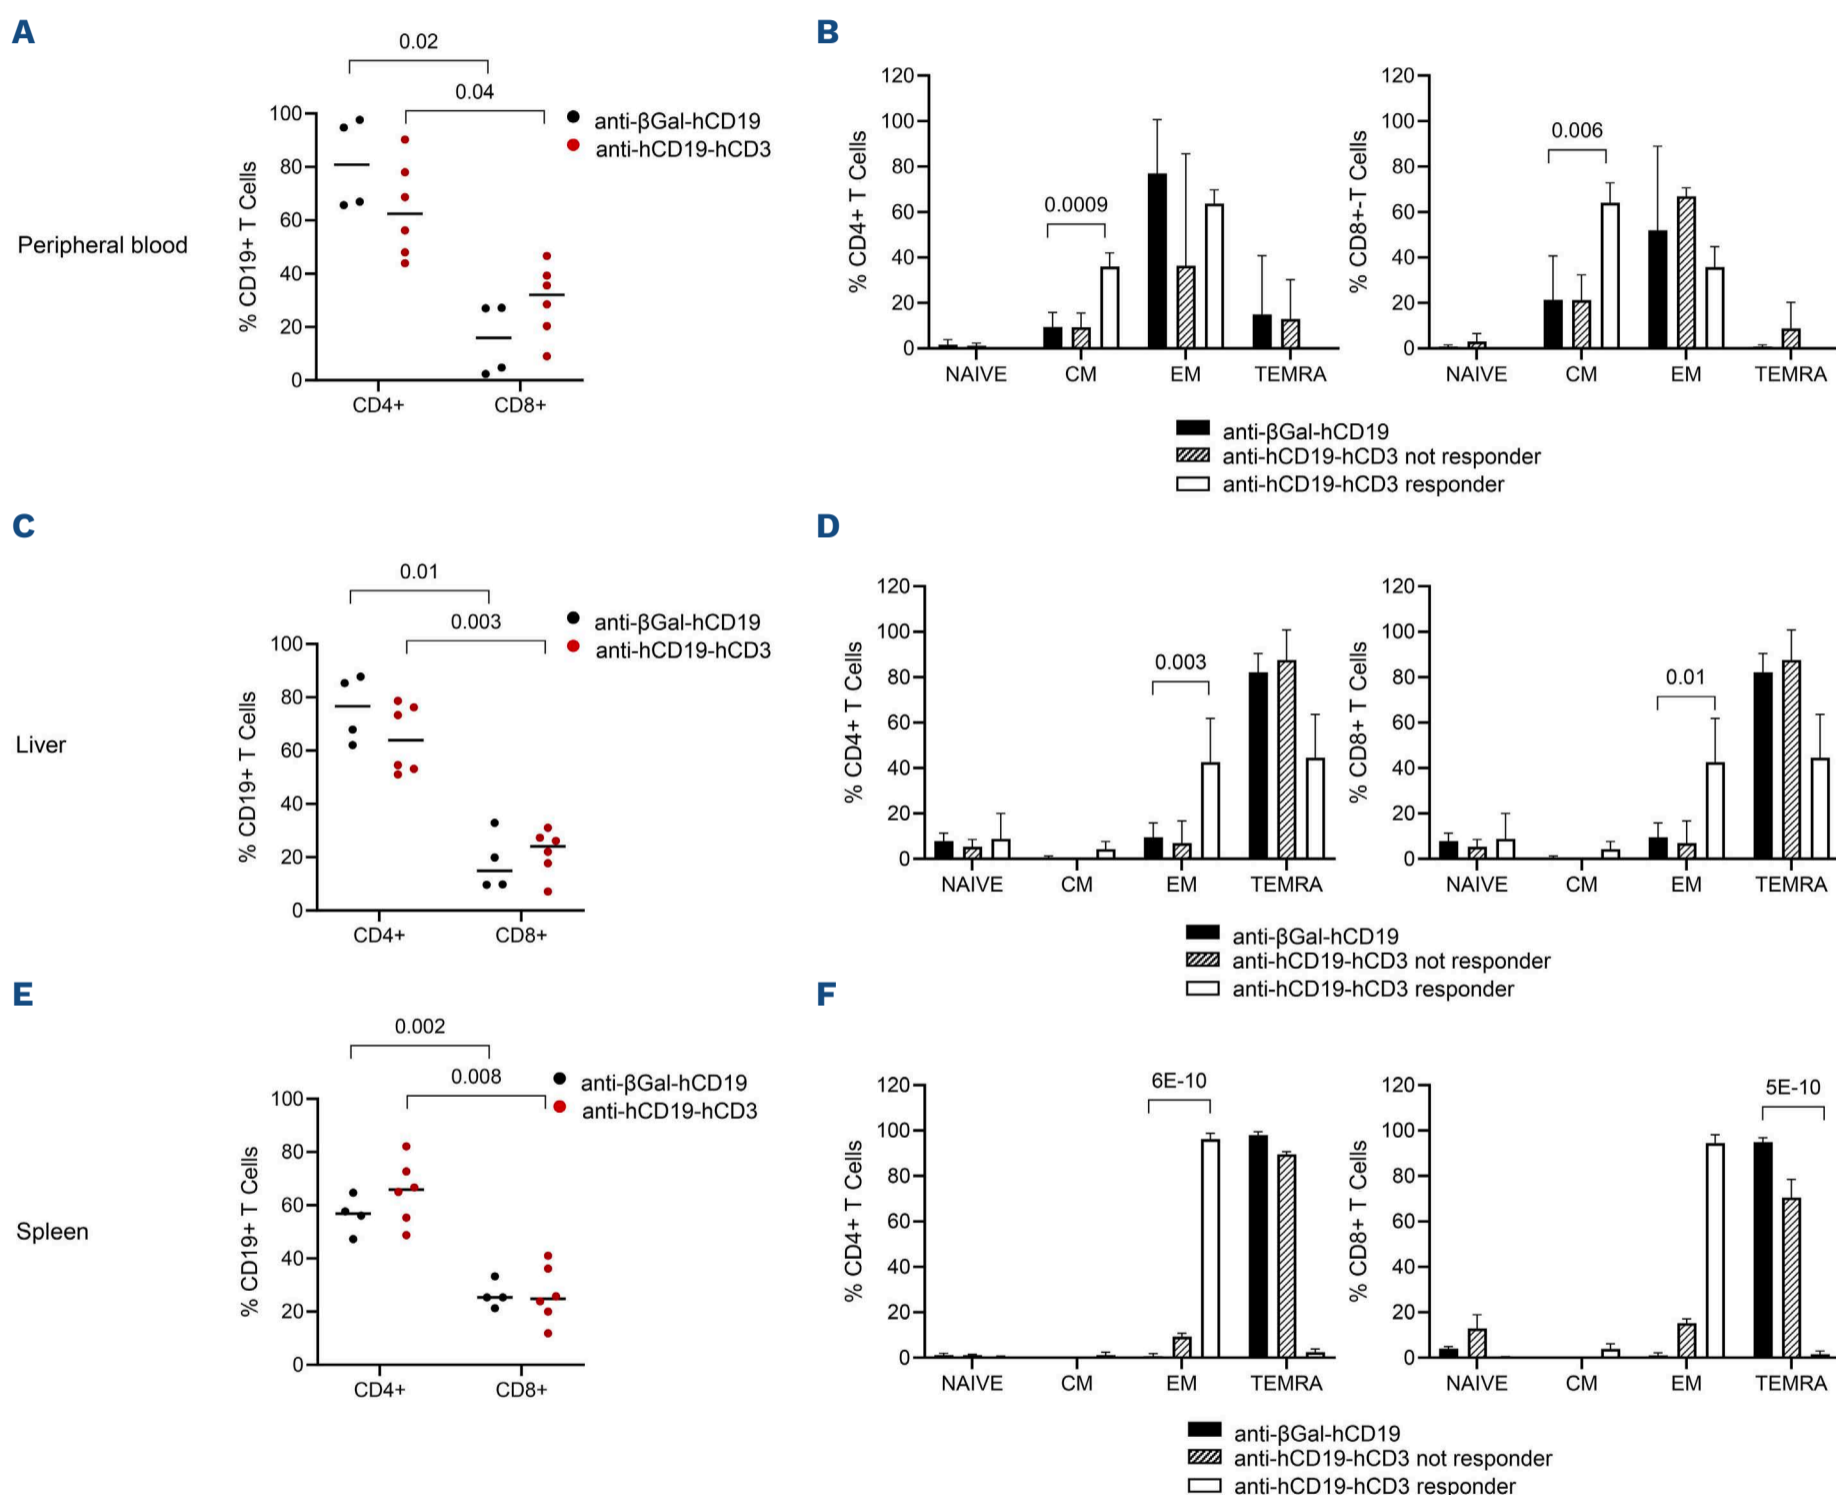 A
Peripheral blood
% CD19+ T Cells
100
80
60
40
20
0
0.02
0.04
CD4+
CD8+
anti-βGal-hCD19
anti-hCD19-hCD3
B
% CD4+ T Cells
120
100
80
60
40
20
0
0.0009
NAIVE
CM
EM
TEMRA
% CD8+-T Cells
120
100
80
60
40
20
0
0.006
NAIVE
CM
EM
TEMRA
anti-βGal-hCD19
anti-hCD19-hCD3 not responder
anti-hCD19-hCD3 responder
C
Liver
% CD19+ T Cells
100
80
60
40
20
0
0.01
0.003
CD4+
CD8+
anti-βGal-hCD19
anti-hCD19-hCD3
D
% CD4+ T Cells
120
100
80
60
40
20
0
0.003
NAIVE
CM
EM
TEMRA
% CD8+ T Cells
120
100
80
60
40
20
0
0.01
NAIVE
CM
EM
TEMRA
anti-βGal-hCD19
anti-hCD19-hCD3 not responder
anti-hCD19-hCD3 responder
E
Spleen
% CD19+ T Cells
100
80
60
40
20
0
0.002
0.008
CD4+
CD8+
anti-βGal-hCD19
anti-hCD19-hCD3
F
% CD4+ T Cells
120
100
80
60
40
20
0
6E-10
NAIVE
CM
EM
TEMRA
% CD8+ T Cells
120
100
80
60
40
20
0
5E-10
NAIVE
CM
EM
TEMRA
anti-βGal-hCD19
anti-hCD19-hCD3 not responder
anti-hCD19-hCD3 responder